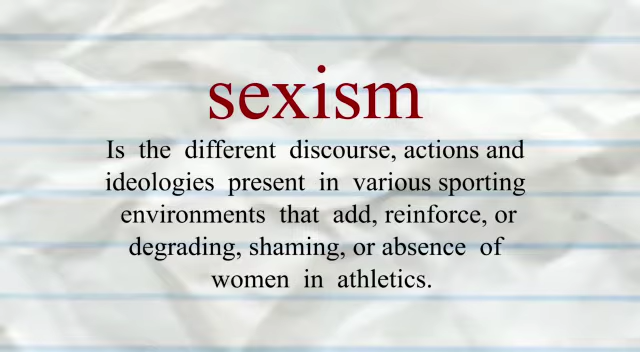 sexism
Is the different discourse, actions and
ideologies present in various sporting
environments that add, reinforce, or
degrading, shaming, or absence of
women in athletics.